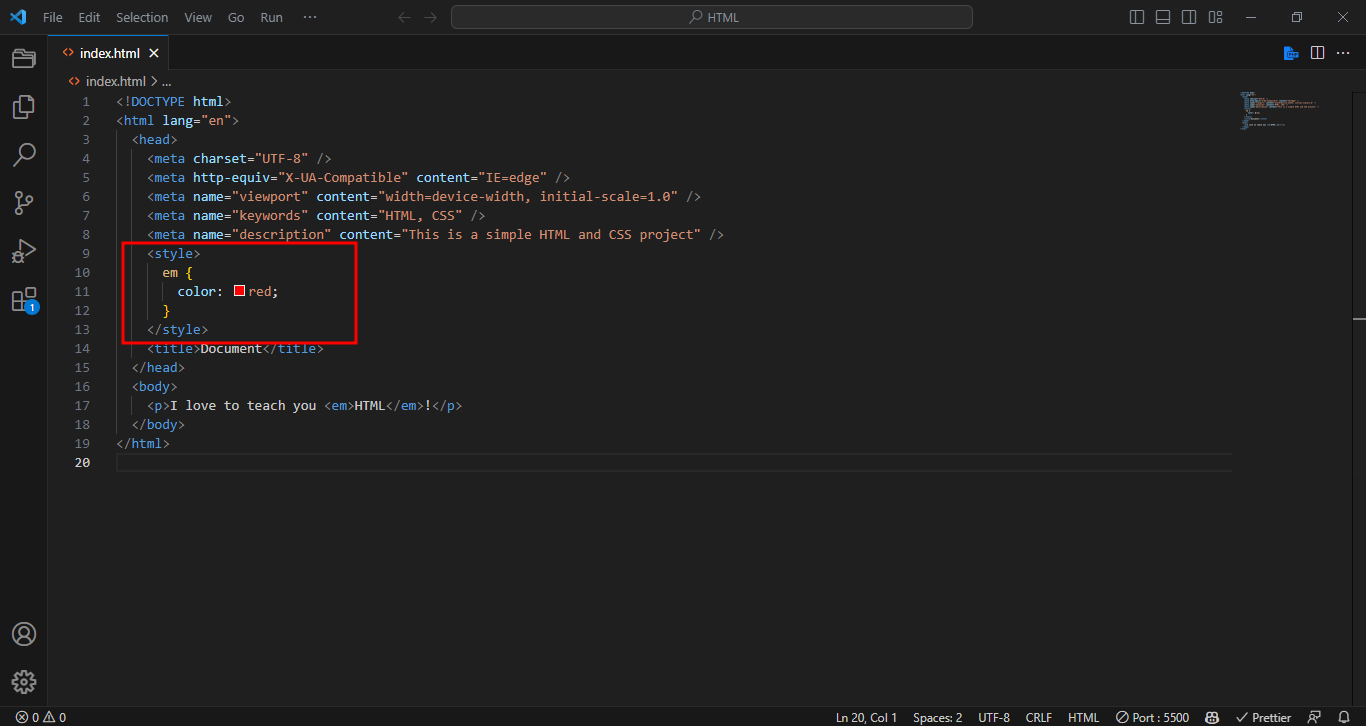 File Edit Selection View Go Run ··· HTML
index.html
index.html > ...
1 <!DOCTYPE html>
2 <html lang="en">
3 <head>
4 <meta charset="UTF-8" />
5 <meta http-equiv="X-UA-Compatible" content="IE=edge" />
6 <meta name="viewport" content="width=device-width, initial-scale=1.0" />
7 <meta name="keywords" content="HTML, CSS" />
8 <meta name="description" content="This is a simple HTML and CSS project" />
9 <style>
10 em {
11 color: red;
12 }
13 </style>
14 <title>Document</title>
15 </head>
16 <body>
17 <p>I love to teach you <em>HTML</em>!</p>
18 </body>
19 </html>
20
1
0 0 Ln 20, Col 1 Spaces: 2 UTF-8 CRLF HTML Port : 5500 Prettier